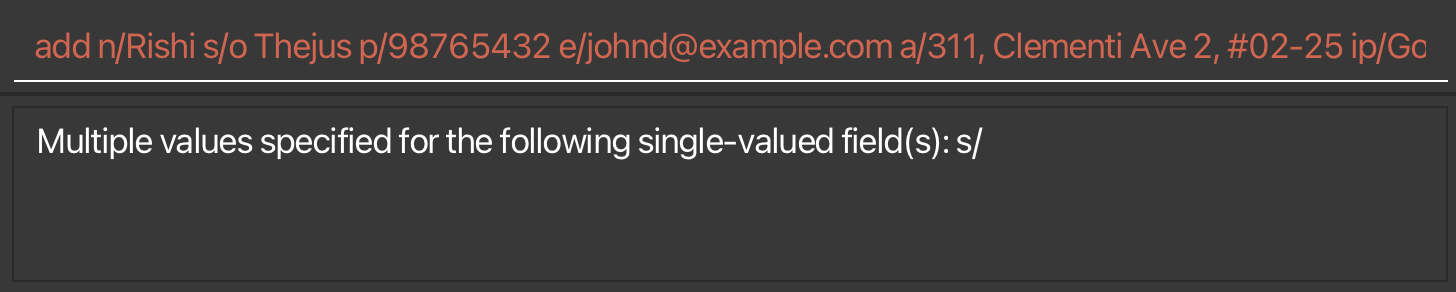 add n/Rishi s/o Thejus p/98765432 e/johnd@example.com a/311, Clementi Ave 2, #02-25 ip/Go
Multiple values specified for the following single-valued field(s): s/